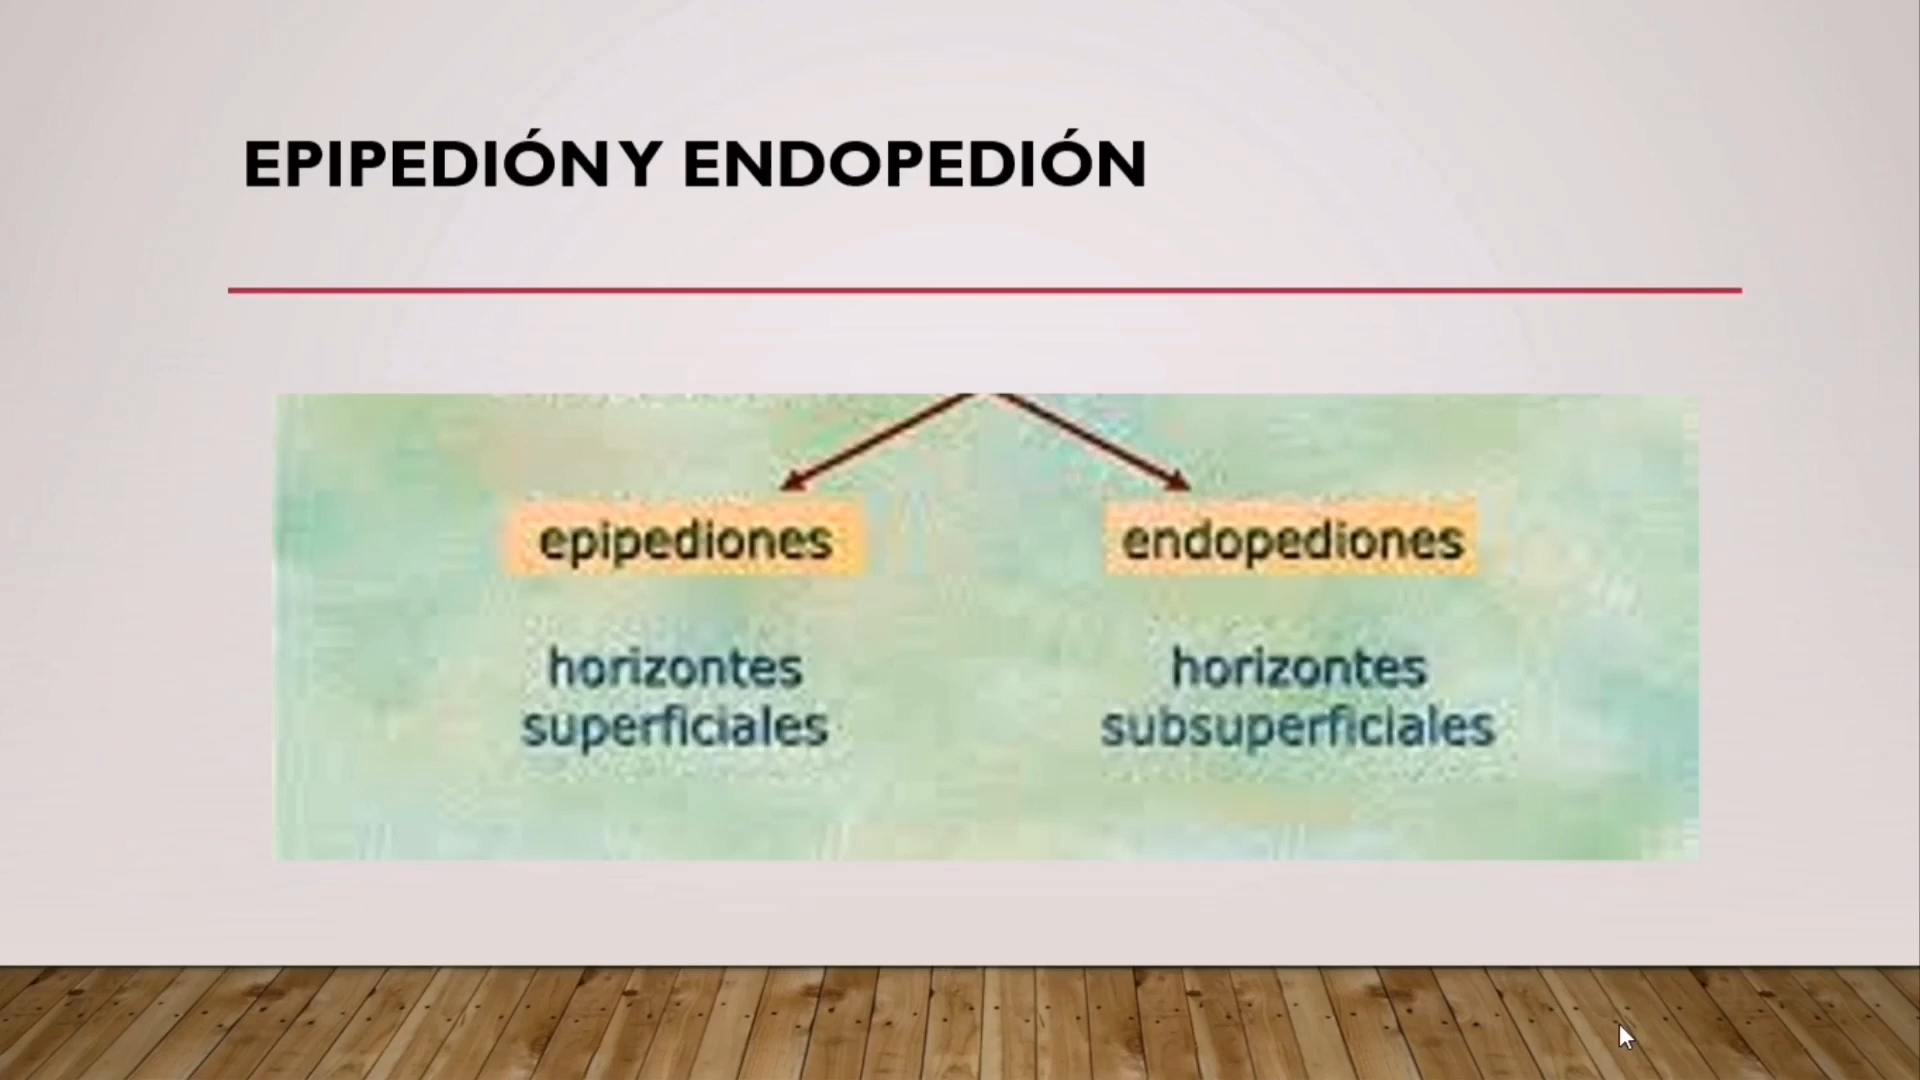 EPIPEDIÓN Y ENDOPEDIÓN
epipediones
endopediones
horizontes
superficiales
horizontes
subsuperficiales